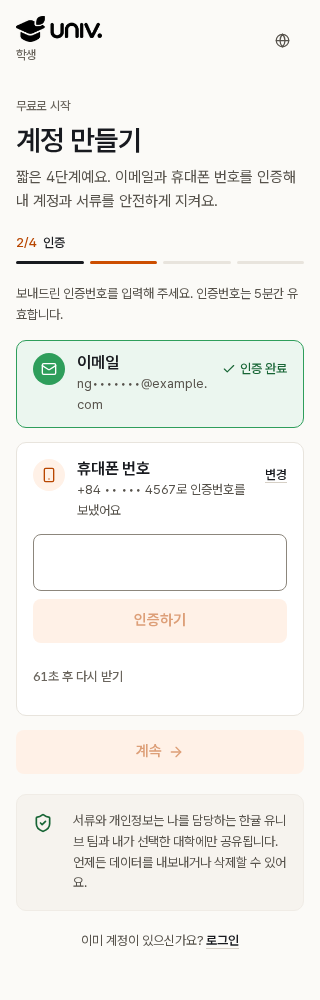 UNIV.
학생
무료로 시작
계정 만들기
짧은 4단계예요. 이메일과 휴대폰 번호를 인증해
내 계정과 서류를 안전하게 지켜요.
2/4 인증
보내드린 인증번호를 입력해 주세요. 인증번호는 5분간 유
효합니다.
이메일
ng•••••••@example.
com
인증 완료
휴대폰 번호
+84 •• ••• 4567로 인증번호를
보냈어요
변경
인증하기
61초 후 다시 받기
계속 →
서류와 개인정보는 나를 담당하는 한귤 유니
브 팀과 내가 선택한 대학에만 공유됩니다.
언제든 데이터를 내보내거나 삭제할 수 있어
요.
이미 계정이 있으신가요? 로그인